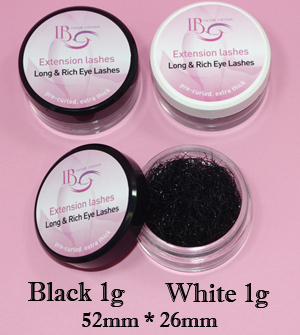 IB
Extension lashes
Long & Rich Eye Lashes
pre-curled, extra thick
IB
Extension lashes
Long & Rich Eye Lashes
pre-curled, extra thick
IB
Extension lashes
Long & Rich Eye Lashes
pre-curled, extra thick
Black 1g White 1g
52mm * 26mm